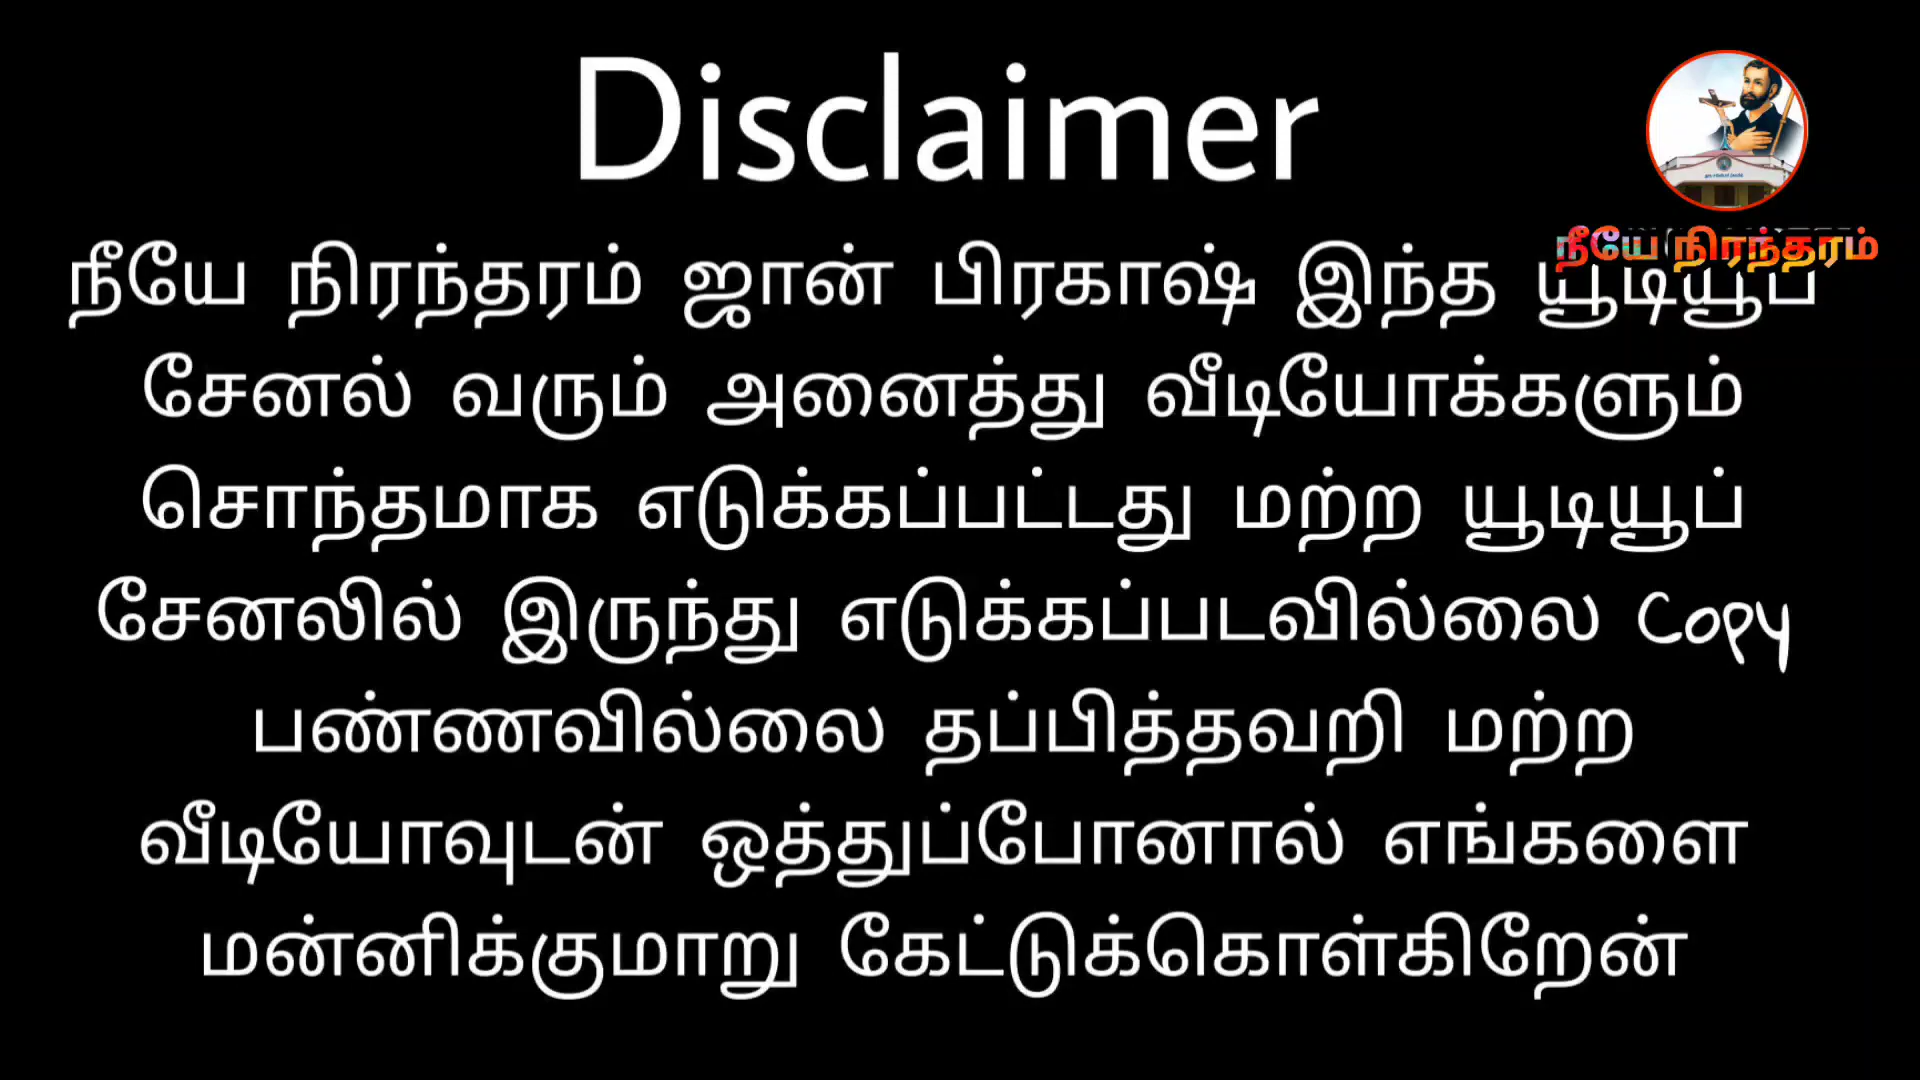 Disclaimer
நீயே நிரந்தரம்
நீயே நிரந்தரம் ஜான் பிரகாஷ் இந்த யூடியூப்
சேனல் வரும் அனைத்து வீடியோக்களும்
சொந்தமாக எடுக்கப்பட்டது மற்ற யூடியூப்
சேனலில் இருந்து எடுக்கப்படவில்லை Copy
பண்ணவில்லை தப்பித்தவறி மற்ற
வீடியோவுடன் ஒத்துப்போனால் எங்களை
மன்னிக்குமாறு கேட்டுக்கொள்கிறேன்